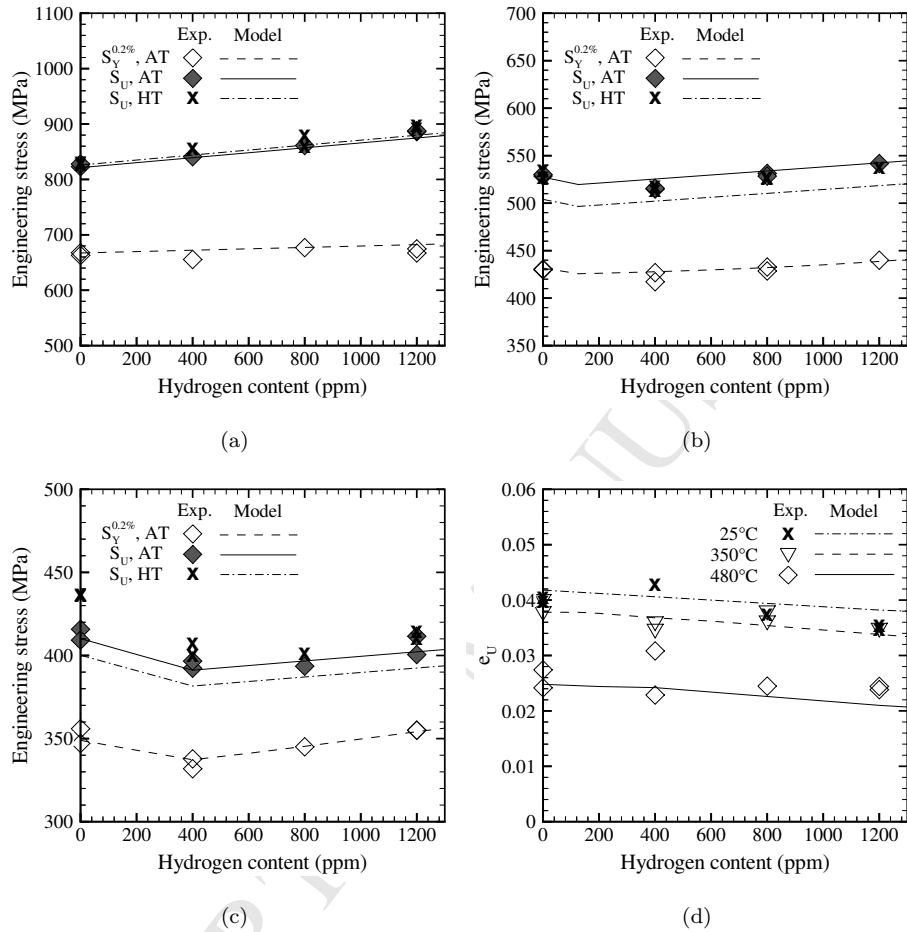 Engineering stress (MPa)
1100
1000
900
800
700
600
500
Exp. Model
S_Y^0.2%, AT
S_U, AT
S_U, HT
0 200 400 600 800 1000 1200
Hydrogen content (ppm)
(a)
Engineering stress (MPa)
700
650
600
550
500
450
400
350
Exp. Model
S_Y^0.2%, AT
S_U, AT
S_U, HT
0 200 400 600 800 1000 1200
Hydrogen content (ppm)
(b)
Engineering stress (MPa)
500
450
400
350
300
Exp. Model
S_Y^0.2%, AT
S_U, AT
S_U, HT
0 200 400 600 800 1000 1200
Hydrogen content (ppm)
(c)
e_U
0.06
0.05
0.04
0.03
0.02
0.01
0
Exp. Model
25°C
350°C
480°C
0 200 400 600 800 1000 1200
Hydrogen content (ppm)
(d)